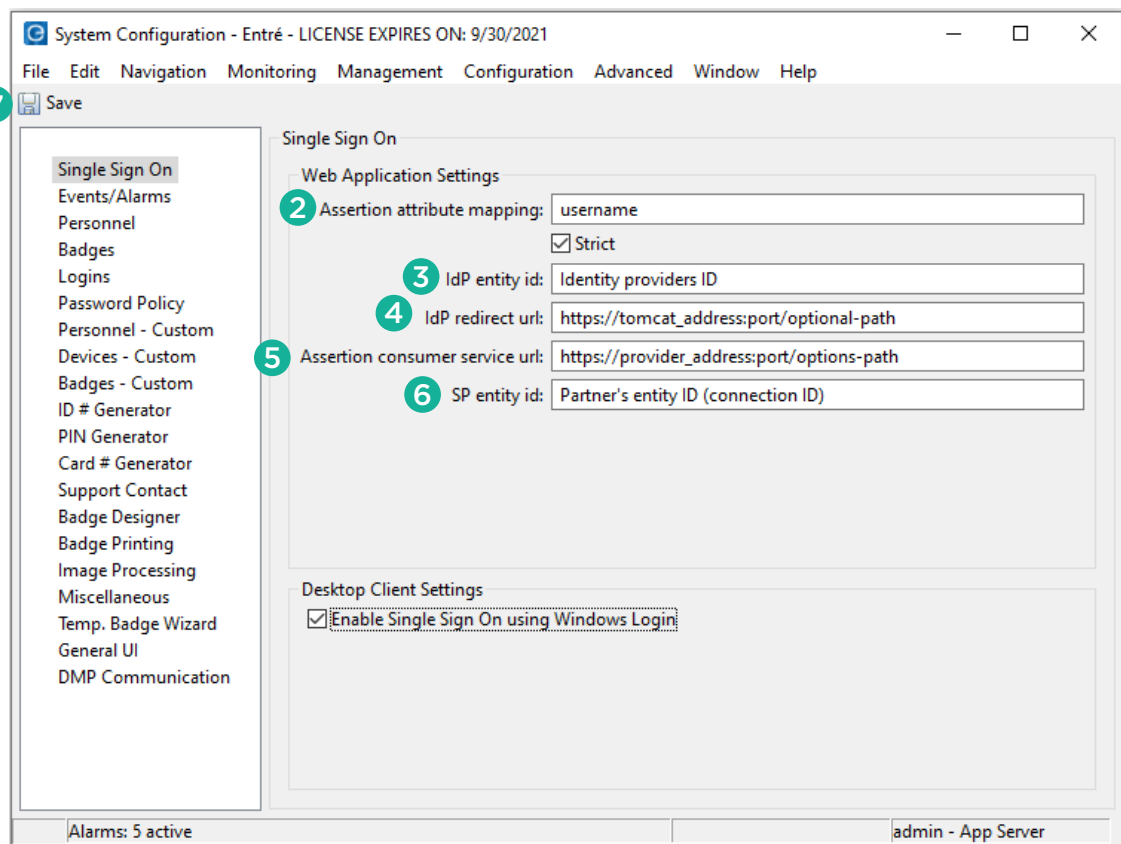 System Configuration - Entré - LICENSE EXPIRES ON: 9/30/2021
File Edit Navigation Monitoring Management Configuration Advanced Window Help
7 Save
Single Sign On
Events/Alarms
Personnel
Badges
Logins
Password Policy
Personnel - Custom
Devices - Custom
Badges - Custom
ID # Generator
PIN Generator
Card # Generator
Support Contact
Badge Designer
Badge Printing
Image Processing
Miscellaneous
Temp. Badge Wizard
General UI
DMP Communication
Single Sign On
Web Application Settings
2 Assertion attribute mapping: username
Strict
3 IdP entity id: Identity providers ID
4 IdP redirect url: https://tomcat_address:port/optional-path
5 Assertion consumer service url: https://provider_address:port/options-path
6 SP entity id: Partner's entity ID (connection ID)
Desktop Client Settings
Enable Single Sign On using Windows Login
Alarms: 5 active
admin - App Server